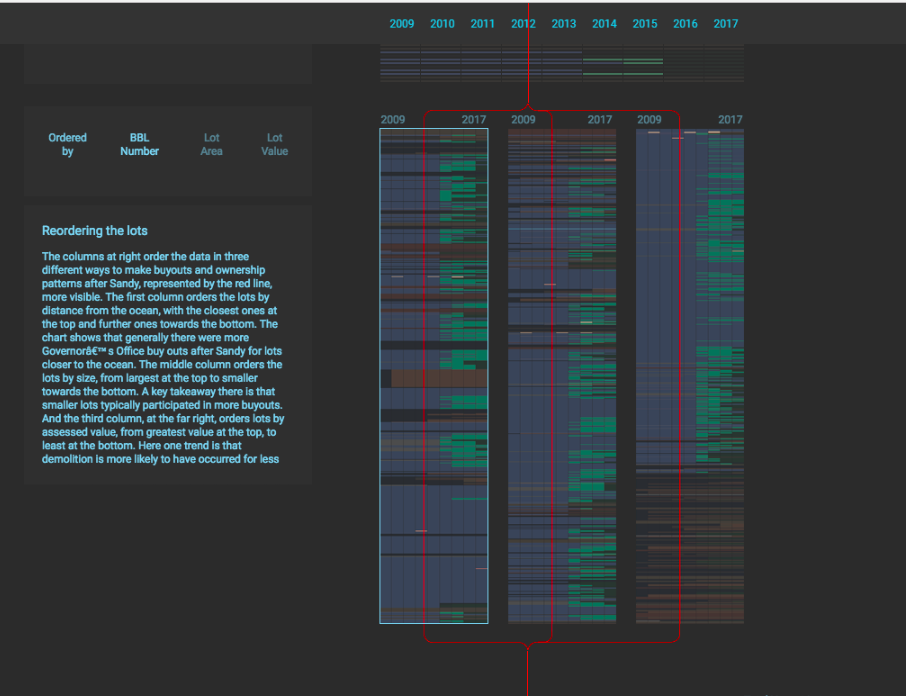 2009 2010 2011 2012 2013 2014 2015 2016 2017
2009 2017 2009 2017 2009 2017
Ordered by BBL Number Lot Area Lot Value
Reordering the lots
The columns at right order the data in three
different ways to make buyouts and ownership
patterns after Sandy, represented by the red line,
more visible. The first column orders the lots by
distance from the ocean, with the closest ones at
the top and further ones towards the bottom. The
chart shows that generally there were more
Governorâ€™s Office buy outs after Sandy for lots
closer to the ocean. The middle column orders the
lots by size, from largest at the top to smaller
towards the bottom. A key takeaway there is that
smaller lots typically participated in more buyouts.
And the third column, at the far right, orders lots by
assessed value, from greatest value at the top, to
least at the bottom. Here one trend is that
demolition is more likely to have occurred for less